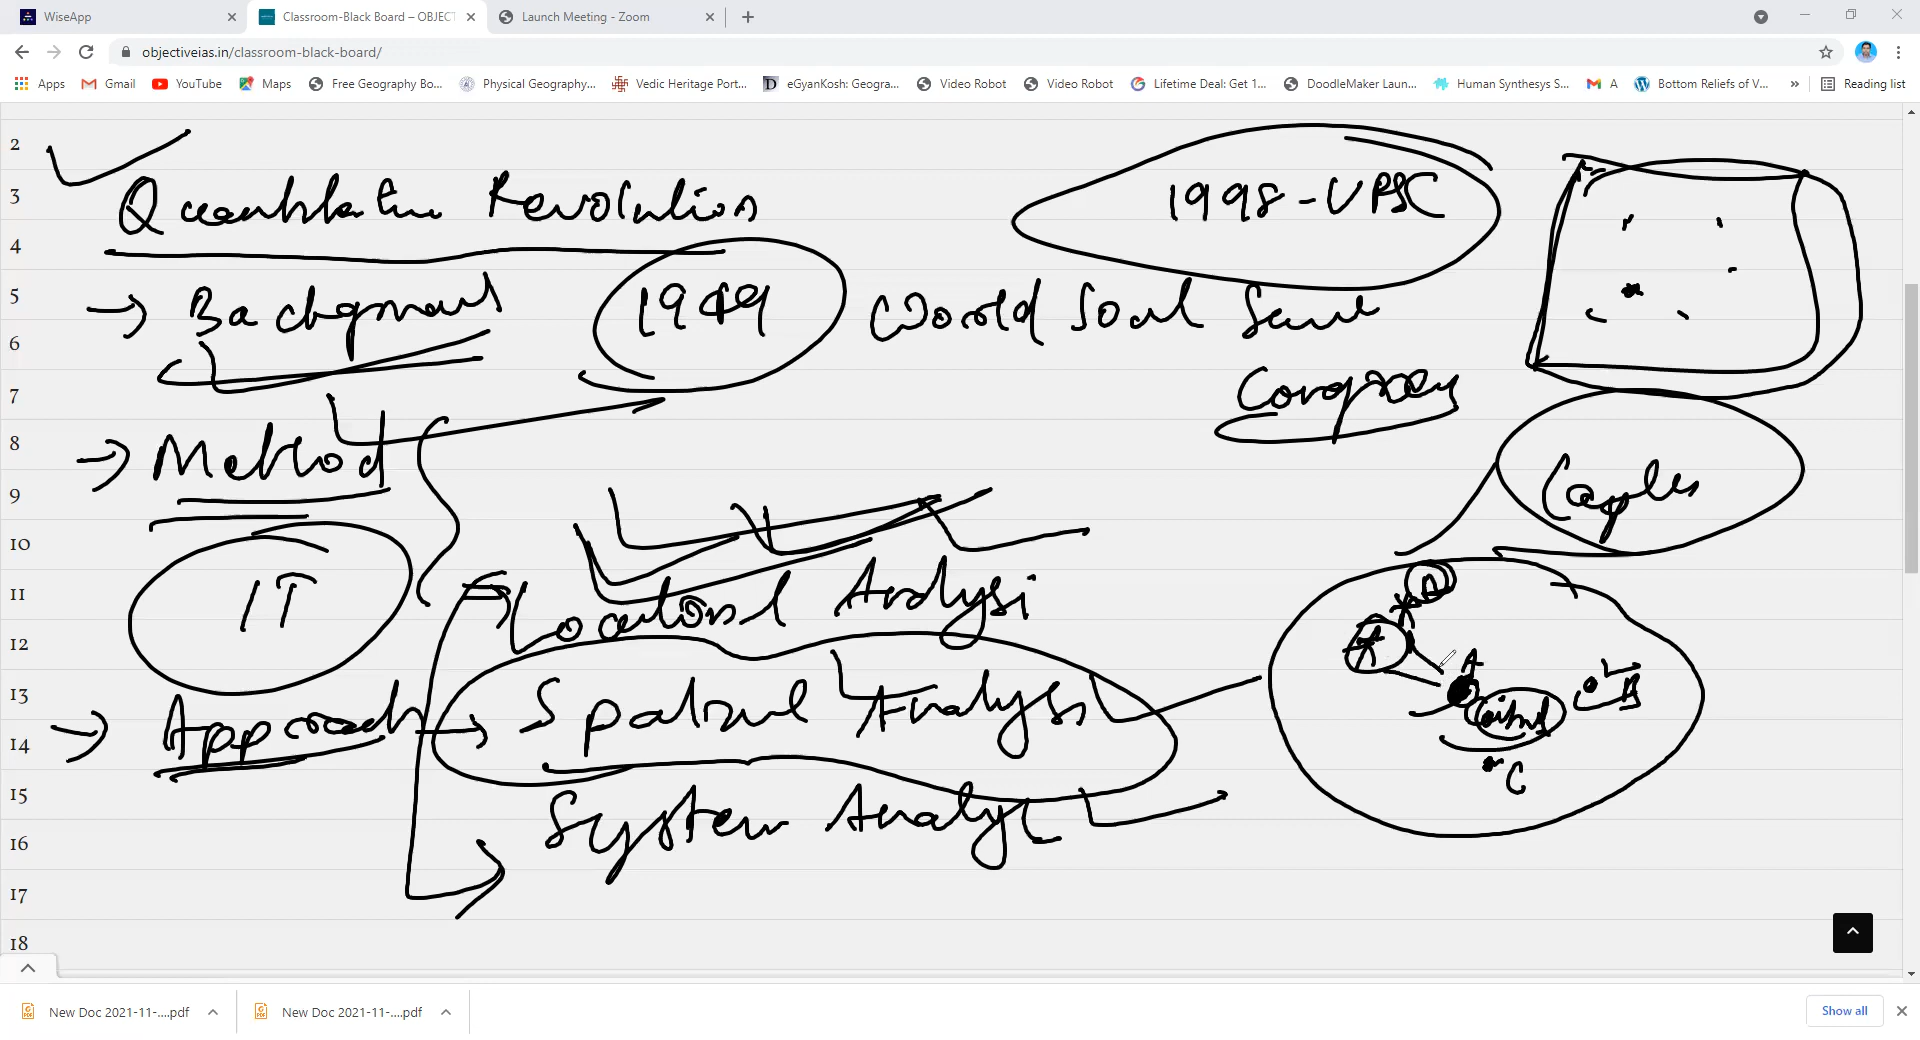 WiseApp
Classroom-Black Board – OBJECT
Launch Meeting - Zoom
objectiveias.in/classroom-black-board/
Apps Gmail YouTube Maps Free Geography Bo... Physical Geography... Vedic Heritage Port... eGyanKosh: Geogra... Video Robot Video Robot Lifetime Deal: Get 1... DoodleMaker Laun... Human Synthesys S... A Bottom Reliefs of V... » Reading list
2
3 Quantitative Revolution 1998-UPSC
4
5 → Background 1949 World Social Science
6
7 Congress
8 → Method
9
10
11 IT → Locational Analysis A
12 A
13 A B
14 → Approach → Spatial Analysis
15 System Analysis C
16
17
18
New Doc 2021-11-....pdf
New Doc 2021-11-....pdf
Show all